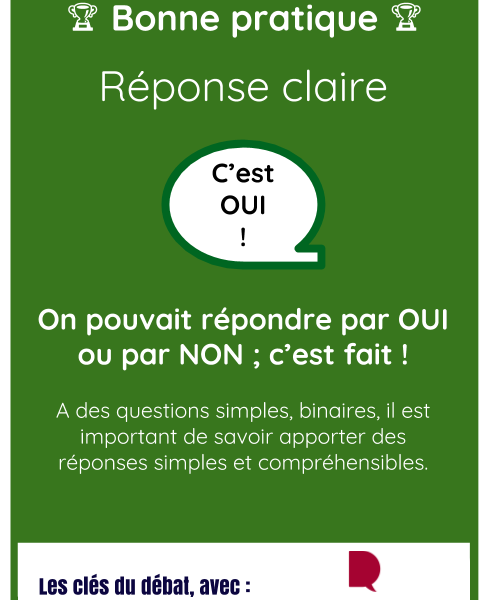 🏆 Bonne pratique 🏆
Réponse claire
C’est
OUI
!
On pouvait répondre par OUI
ou par NON ; c’est fait !
A des questions simples, binaires, il est
important de savoir apporter des
réponses simples et compréhensibles.
Les clés du débat, avec :